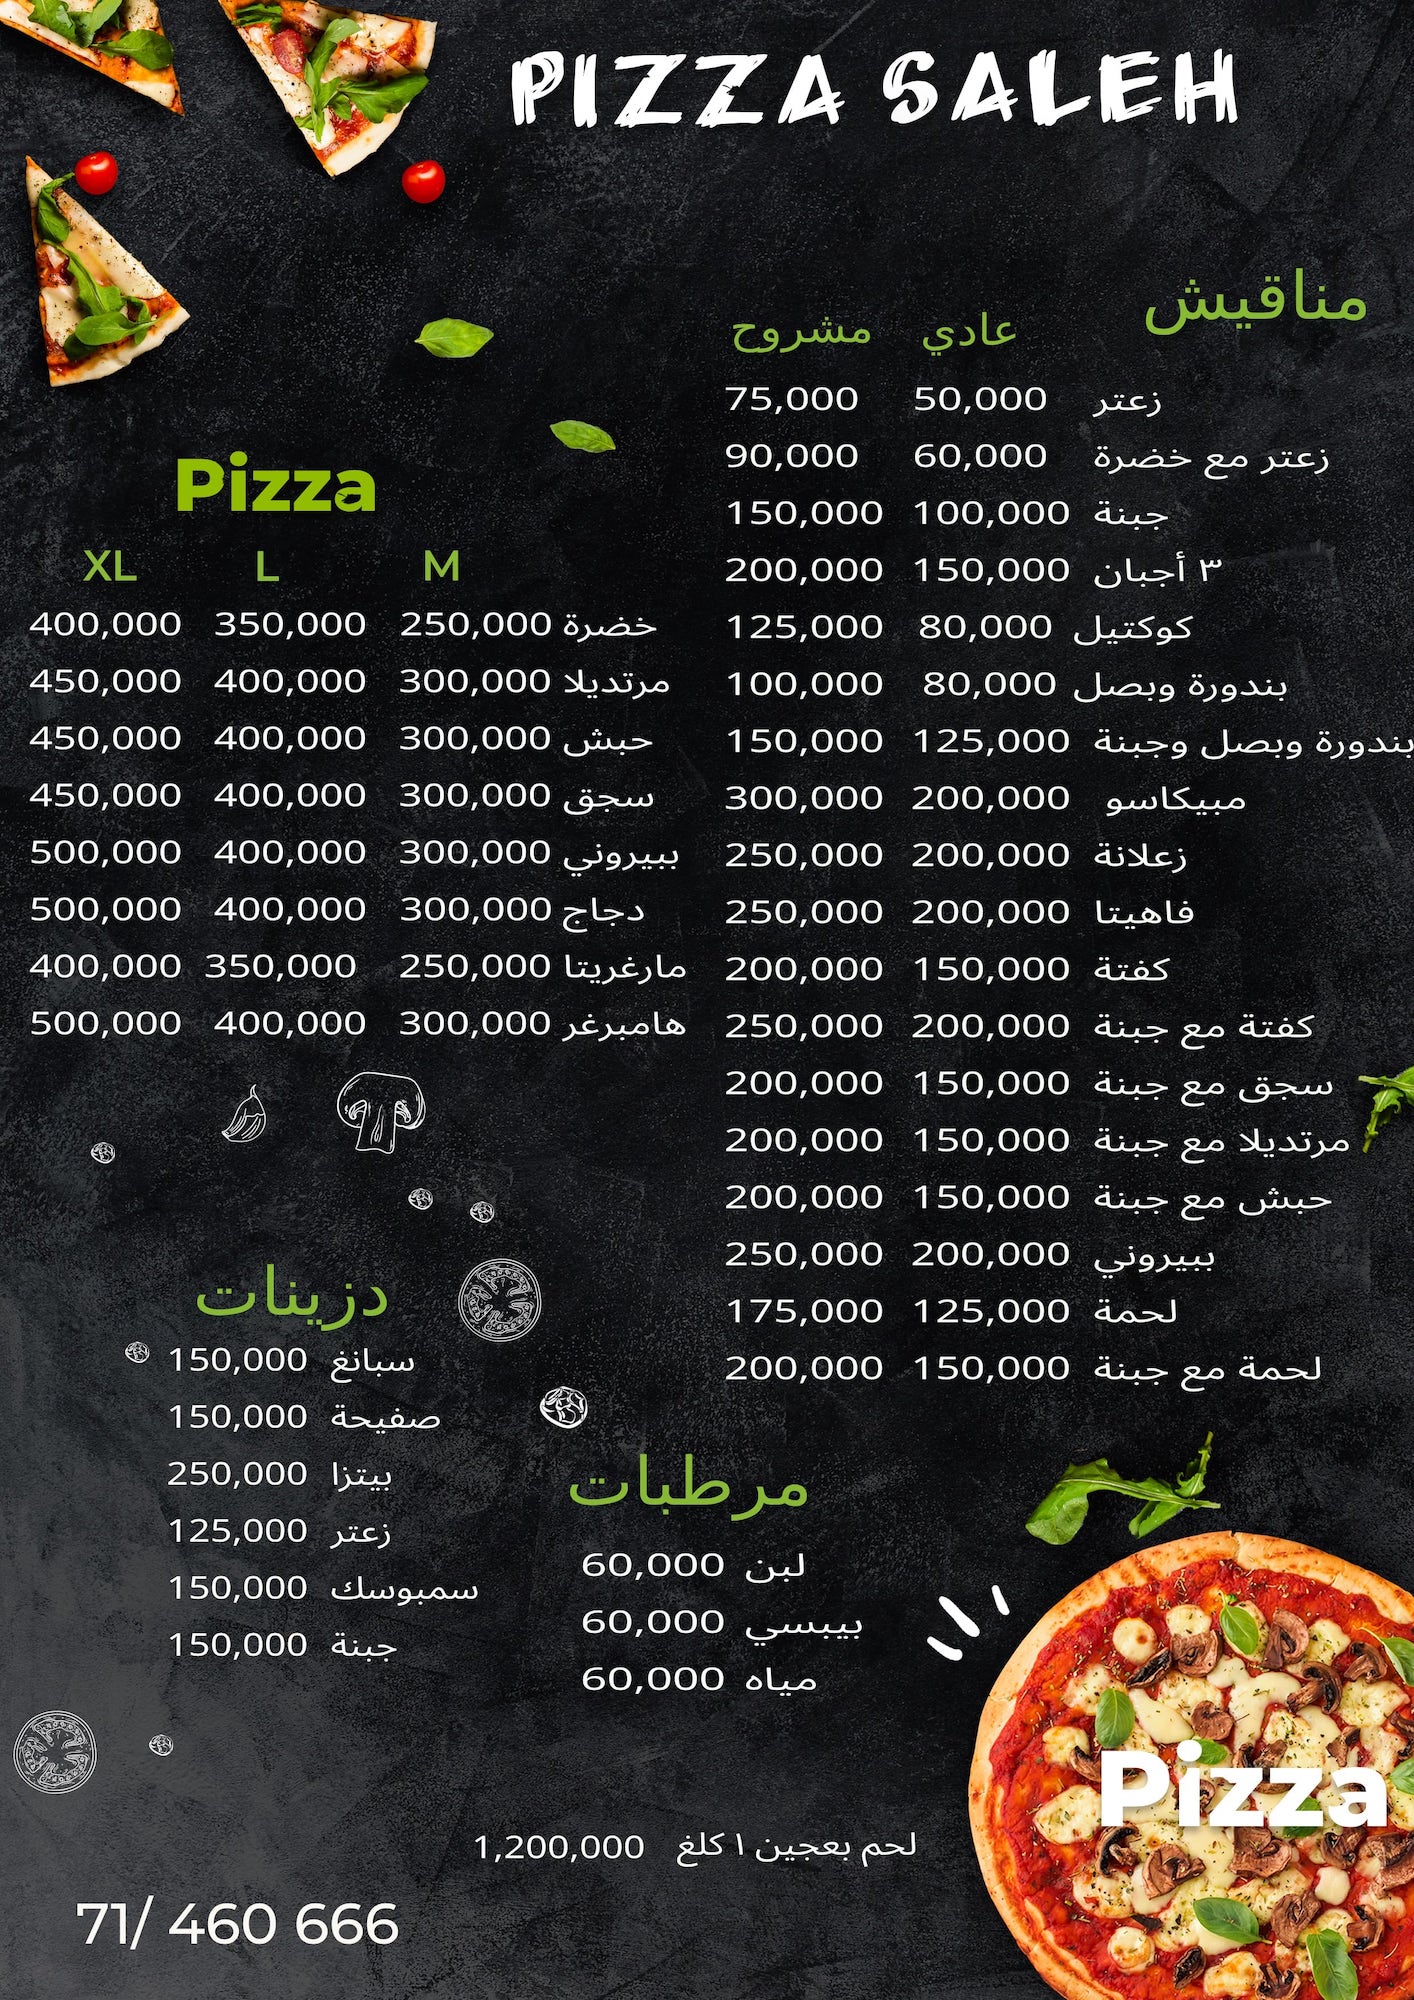 PIZZA SALEH
مناقيش
عادي مشروح
زعتر 50,000 75,000
زعتر مع خضرة 60,000 90,000
جبنة 100,000 150,000
٣ أجبان 150,000 200,000
كوكتيل 80,000 125,000
بندورة وبصل 80,000 100,000
بندورة وبصل وجبنة 125,000 150,000
مبيكاسو 200,000 300,000
زعلانة 200,000 250,000
فاهيتا 200,000 250,000
كفتة 150,000 200,000
كفتة مع جبنة 200,000 250,000
سجق مع جبنة 150,000 200,000
مرتديلا مع جبنة 150,000 200,000
حبش مع جبنة 150,000 200,000
ببيروني 200,000 250,000
لحمة 125,000 175,000
لحمة مع جبنة 150,000 200,000
Pizza
XL L M
خضرة 250,000 350,000 400,000
مرتديلا 300,000 400,000 450,000
حبش 300,000 400,000 450,000
سجق 300,000 400,000 450,000
ببيروني 300,000 400,000 500,000
دجاج 300,000 400,000 500,000
مارغريتا 250,000 350,000 400,000
هامبرغر 300,000 400,000 500,000
دزينات
سبانغ 150,000
صفيحة 150,000
بيتزا 250,000
زعتر 125,000
سمبوسك 150,000
جبنة 150,000
مرطبات
لبن 60,000
بيبسي 60,000
مياه 60,000
لحم بعجين ١ كلغ 1,200,000
Pizza
71/ 460 666